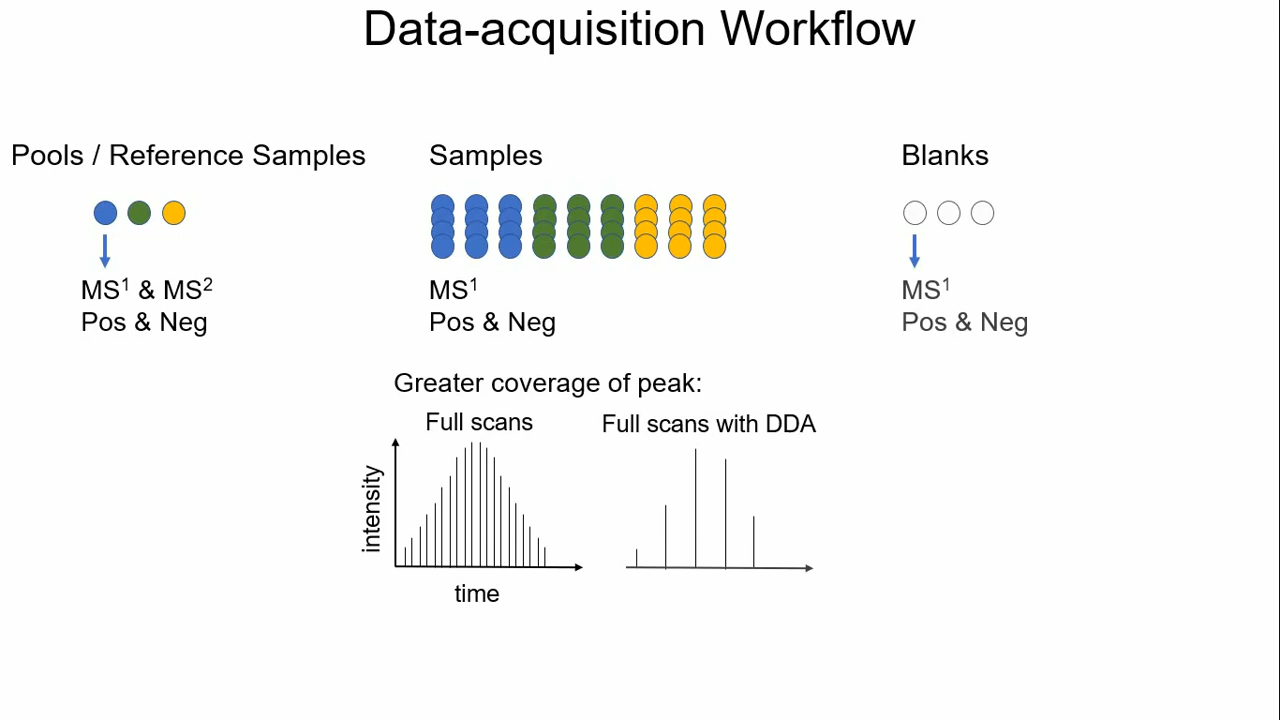 Data-acquisition Workflow
Pools / Reference Samples
MS¹ & MS²
Pos & Neg
Samples
MS¹
Pos & Neg
Blanks
MS¹
Pos & Neg
Greater coverage of peak:
Full scans
Full scans with DDA
intensity
time